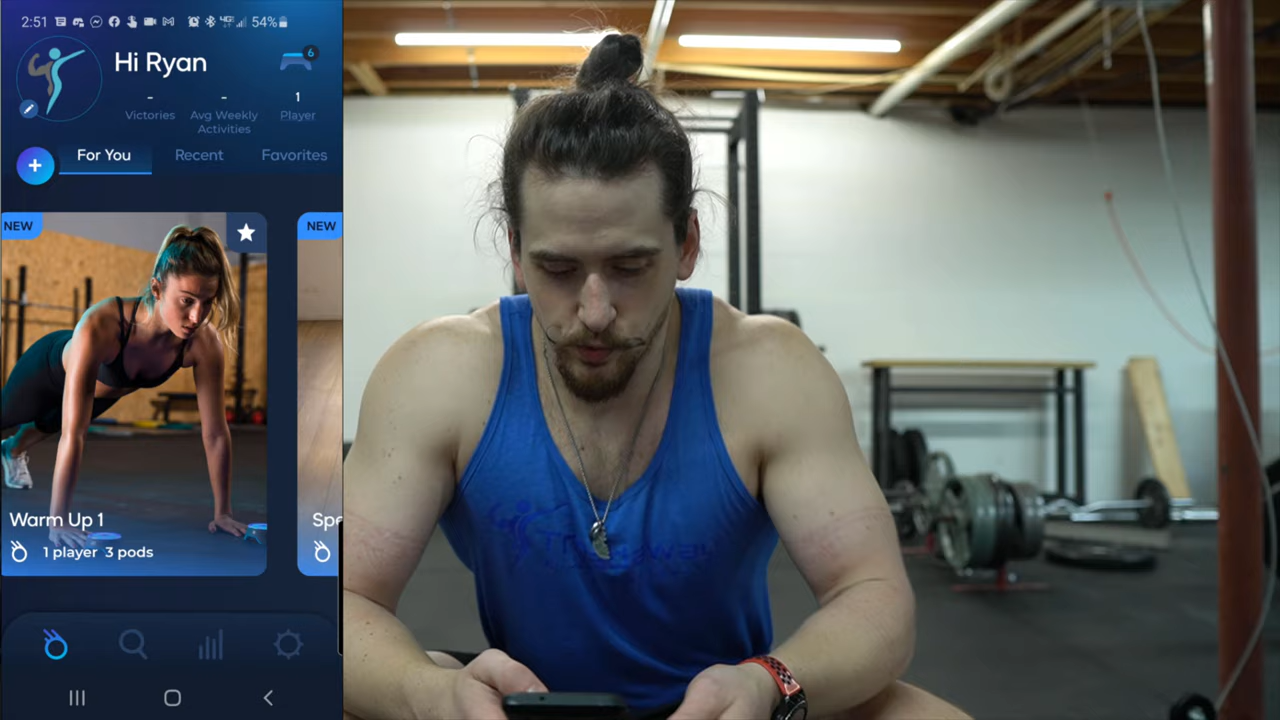 2:51 54%
6
Hi Ryan
- - 1
Victories Avg Weekly Player
Activities
+ For You Recent Favorites
NEW NEW
Warm Up 1 Spe
1 player 3 pods